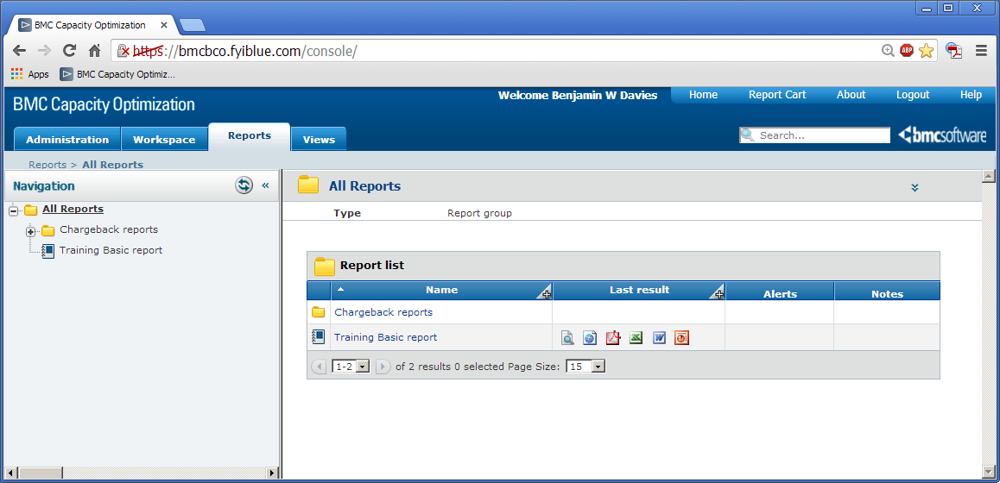 BMC Capacity Optimization
https://bmcbco.fyiblue.com/console/
ABP
Apps BMC Capacity Optimiz...
Welcome Benjamin W Davies Home Report Cart About Logout Help
BMC Capacity Optimization
Administration Workspace Reports Views Search... bmcsoftware
Reports > All Reports
Navigation «
All Reports
Chargeback reports
Training Basic report
All Reports
Type Report group
Report list
Name Last result Alerts Notes
Chargeback reports
Training Basic report
1-2 of 2 results 0 selected Page Size: 15